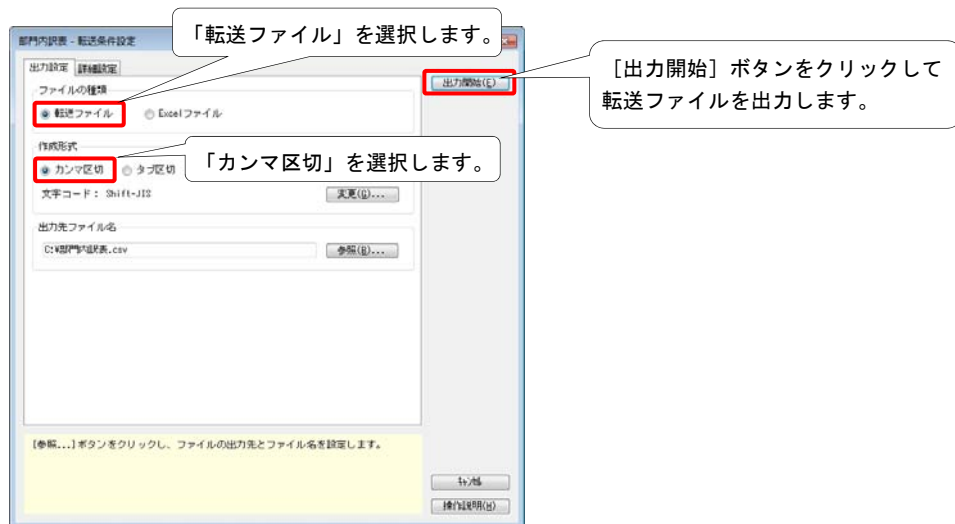 「転送ファイル」を選択します。
部門内訳表 - 転送条件設定
出力設定 詳細設定
出力開始(E)
［出力開始］ボタンをクリックして
転送ファイルを出力します。
ファイルの種類
転送ファイル Excelファイル
作成形式
カンマ区切 タブ区切
「カンマ区切」を選択します。
文字コード： Shift-JIS 変更(G)...
出力先ファイル名
C:¥部門内訳表.csv 参照(B)...
[参照...]ボタンをクリックし、ファイルの出力先とファイル名を設定します。
ｷｬﾝｾﾙ
操作説明(H)